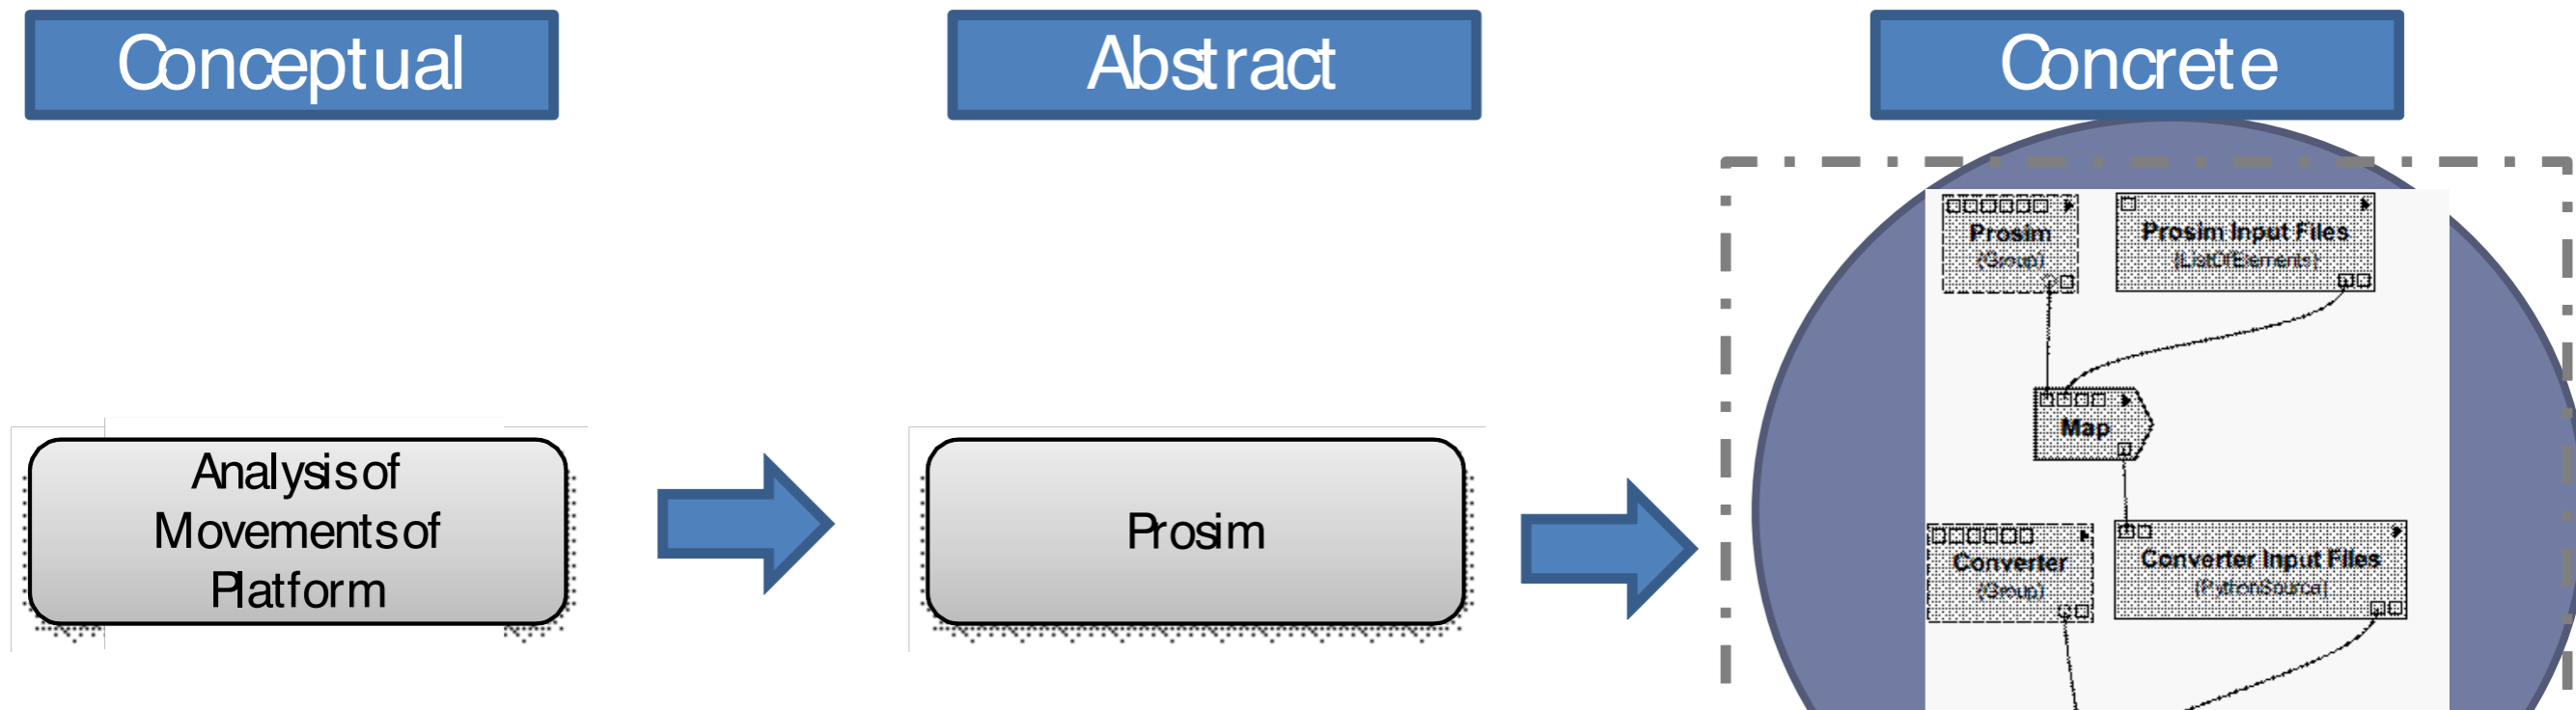 Conceptual
Abstract
Concrete
Analysis of
Movements of
Platform
Prosim
Prosim
(Group)
Prosim Input Files
(ListOfElements)
Map
Converter
(Group)
Converter Input Files
(PythonSource)